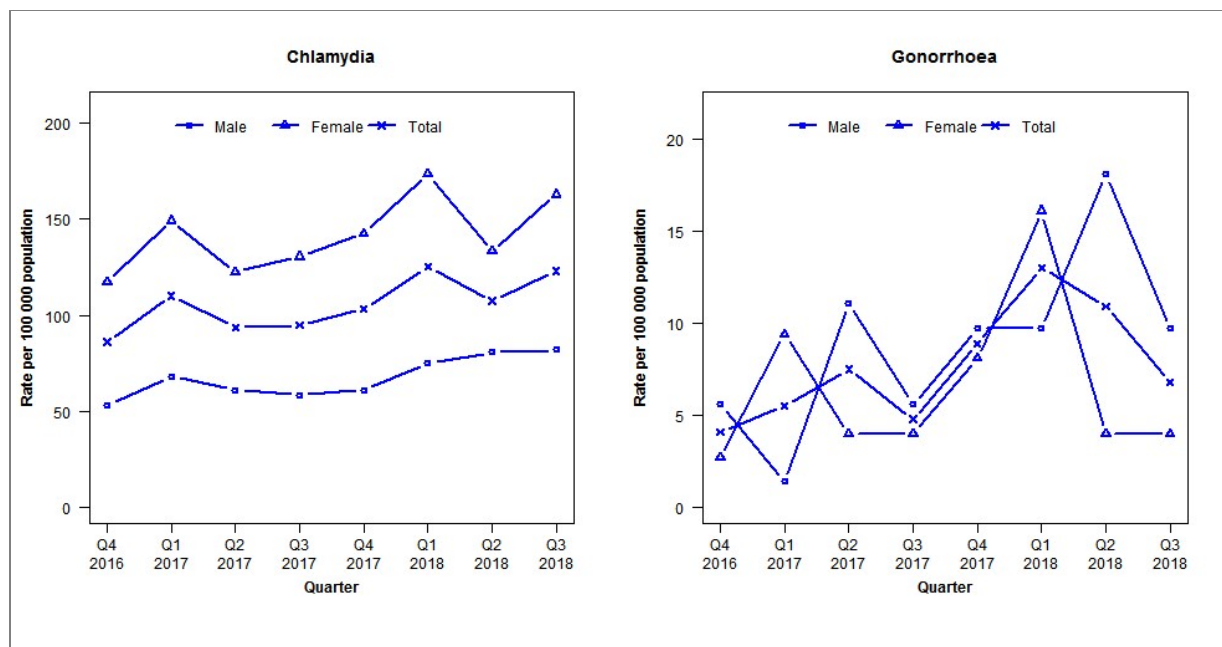 Chlamydia
Male Female Total
200
150
100
50
0
Rate per 100 000 population
Q4 Q1 Q2 Q3 Q4 Q1 Q2 Q3
2016 2017 2017 2017 2017 2018 2018 2018
Quarter
Gonorrhoea
Male Female Total
20
15
10
5
0
Rate per 100 000 population
Q4 Q1 Q2 Q3 Q4 Q1 Q2 Q3
2016 2017 2017 2017 2017 2018 2018 2018
Quarter